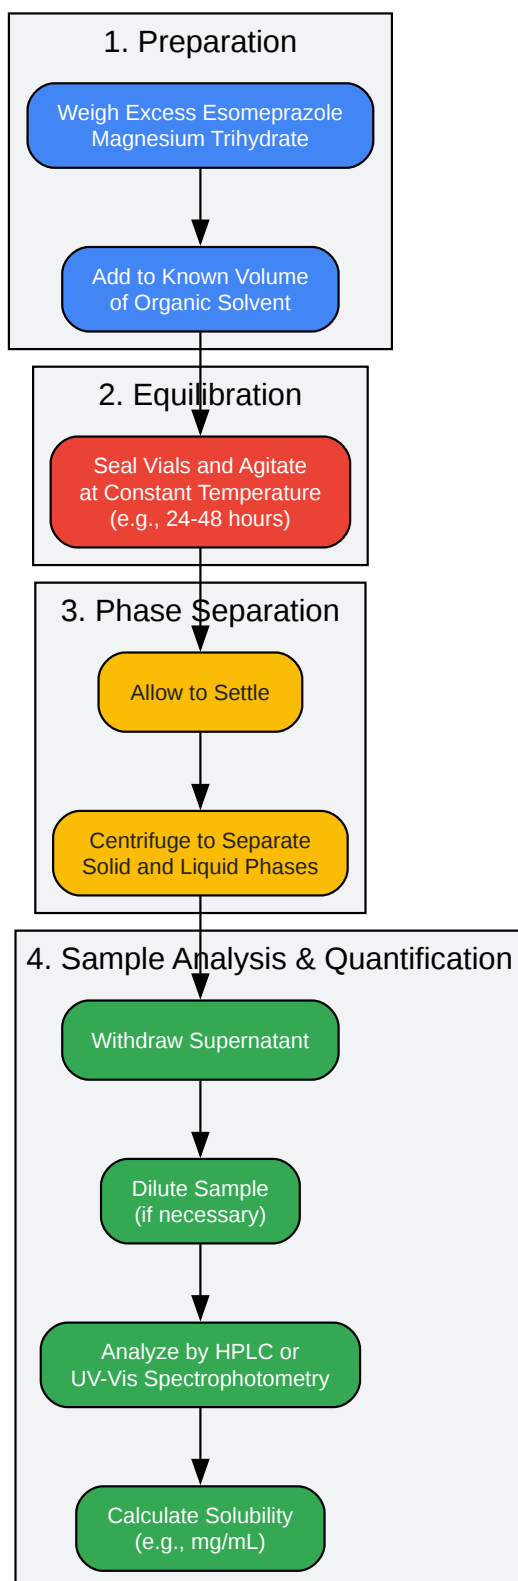 1. Preparation
Weigh Excess Esomeprazole
Magnesium Trihydrate
Add to Known Volume
of Organic Solvent
2. Equilibration
Seal Vials and Agitate
at Constant Temperature
(e.g., 24-48 hours)
3. Phase Separation
Allow to Settle
Centrifuge to Separate
Solid and Liquid Phases
4. Sample Analysis & Quantification
Withdraw Supernatant
Dilute Sample
(if necessary)
Analyze by HPLC or
UV-Vis Spectrophotometry
Calculate Solubility
(e.g., mg/mL)